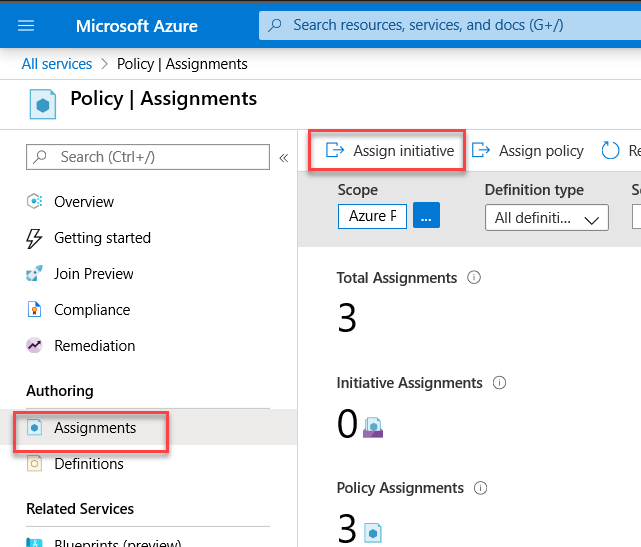 Microsoft Azure
Search resources, services, and docs (G+/)
All services > Policy | Assignments
Policy | Assignments
Search (Ctrl+/)
«
Overview
Getting started
Join Preview
Compliance
Remediation
Authoring
Assignments
Definitions
Related Services
Blueprints (preview)
Assign initiative
Assign policy
Scope
Definition type
Azure
...
All definiti...
Total Assignments
3
Initiative Assignments
0
Policy Assignments
3